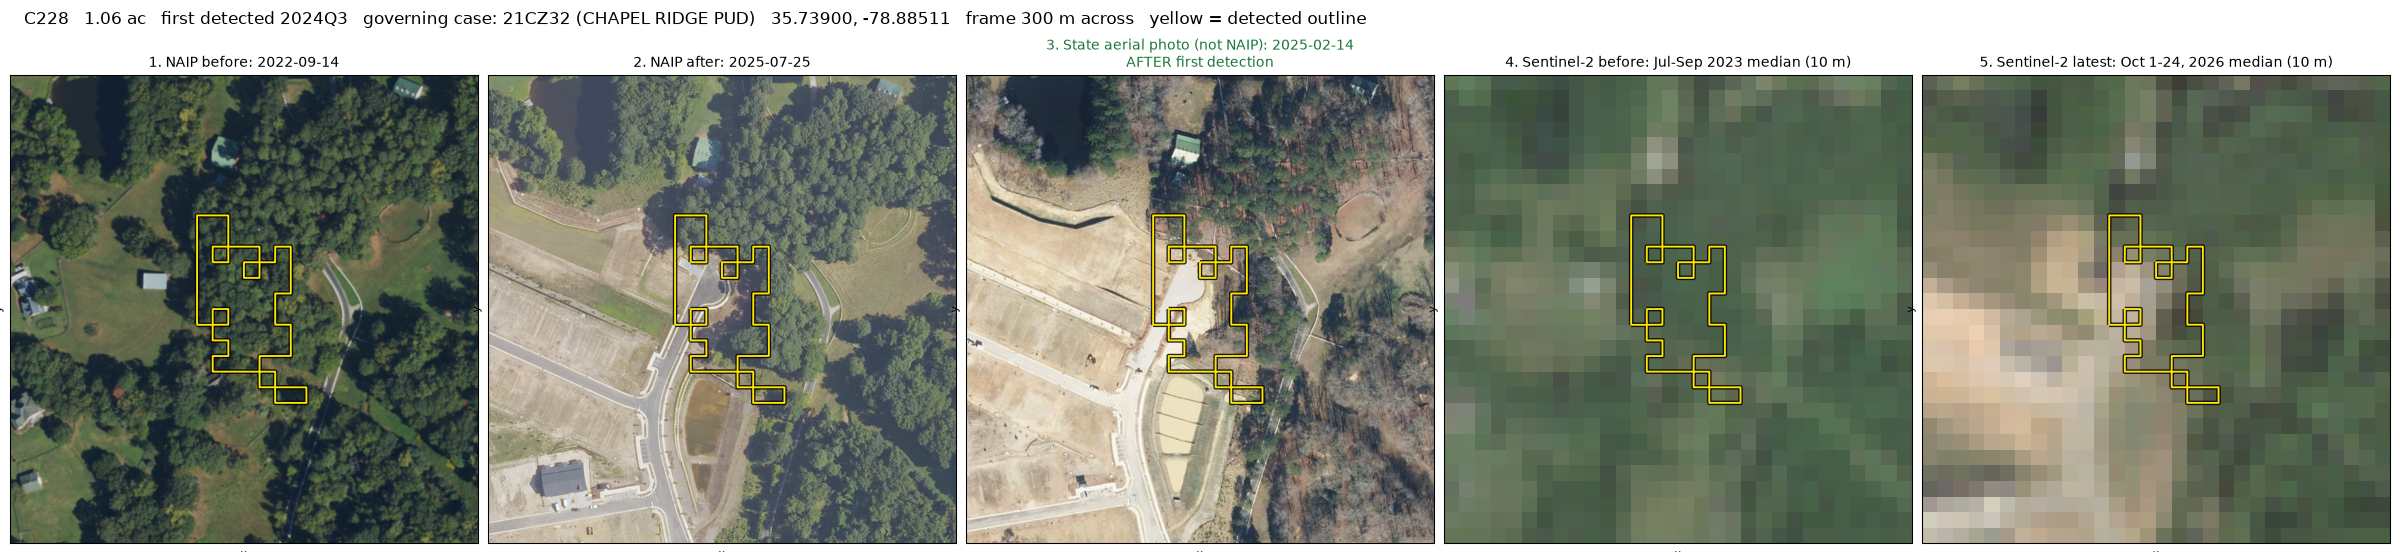 C228   1.06 ac   first detected 2024Q3   governing case: 21CZ32 (CHAPEL RIDGE PUD)   35.73900, -78.88511   frame 300 m across   yellow = detected outline
1. NAIP before: 2022-09-14
2. NAIP after: 2025-07-25
3. State aerial photo (not NAIP): 2025-02-14
AFTER first detection
4. Sentinel-2 before: Jul-Sep 2023 median (10 m)
5. Sentinel-2 latest: Oct 1-24, 2026 median (10 m)